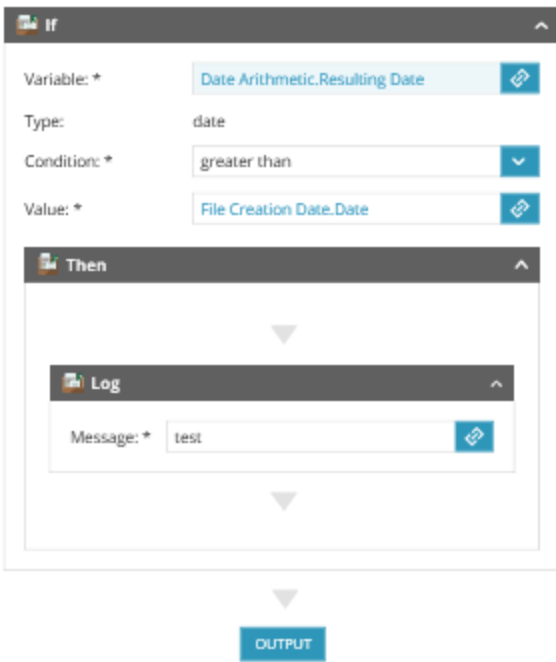 If
Variable: * Date Arithmetic.Resulting Date
Type: date
Condition: * greater than
Value: * File Creation Date.Date
Then
Log
Message: * test
OUTPUT